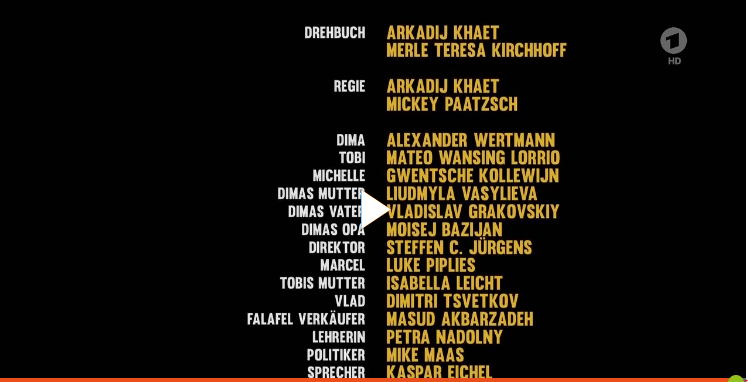 DREHBUCH ARKADIJ KHAET
MERLE TERESA KIRCHHOFF
REGIE ARKADIJ KHAET
MICKEY PAATZSCH
DIMA ALEXANDER WERTMANN
TOBI MATEO WANSING LORRIO
MICHELLE GWENTSCHE KOLLEWIJN
DIMAS MUTTER LIUDMYLA VASYLIEVA
DIMAS VATER VLADISLAV GRAKOVSKIY
DIMAS OPA MOISEJ BAZIJAN
DIREKTOR STEFFEN C. JÜRGENS
MARCEL LUKE PIPLIES
TOBIS MUTTER ISABELLA LEICHT
VLAD DIMITRI TSVETKOV
FALAFEL VERKÄUFER MASUD AKBARZADEH
LEHRERIN PETRA NADOLNY
POLITIKER MIKE MAAS
SPRECHER KASPAR EICHEL
1
HD